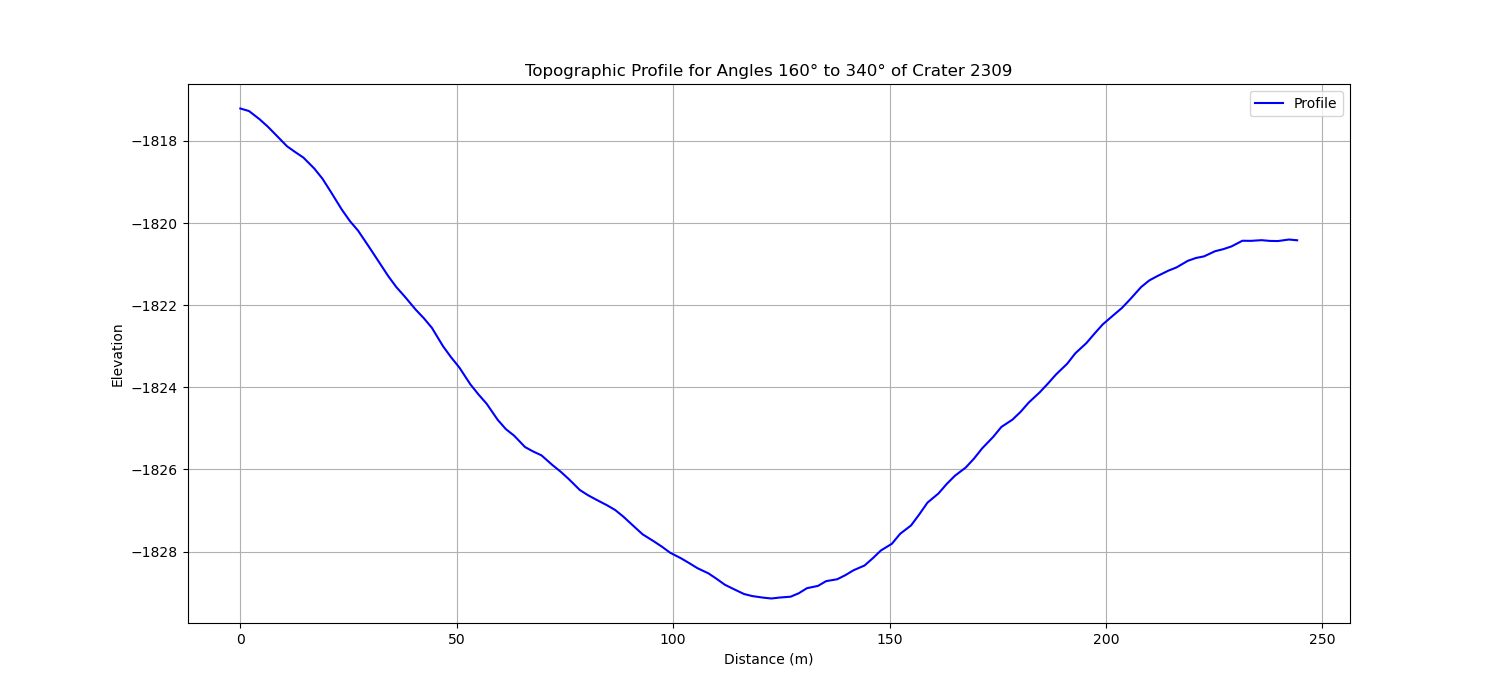 Topographic Profile for Angles 160° to 340° of Crater 2309
Profile
−1818
−1820
−1822
−1824
−1826
−1828
Elevation
0 50 100 150 200 250
Distance (m)